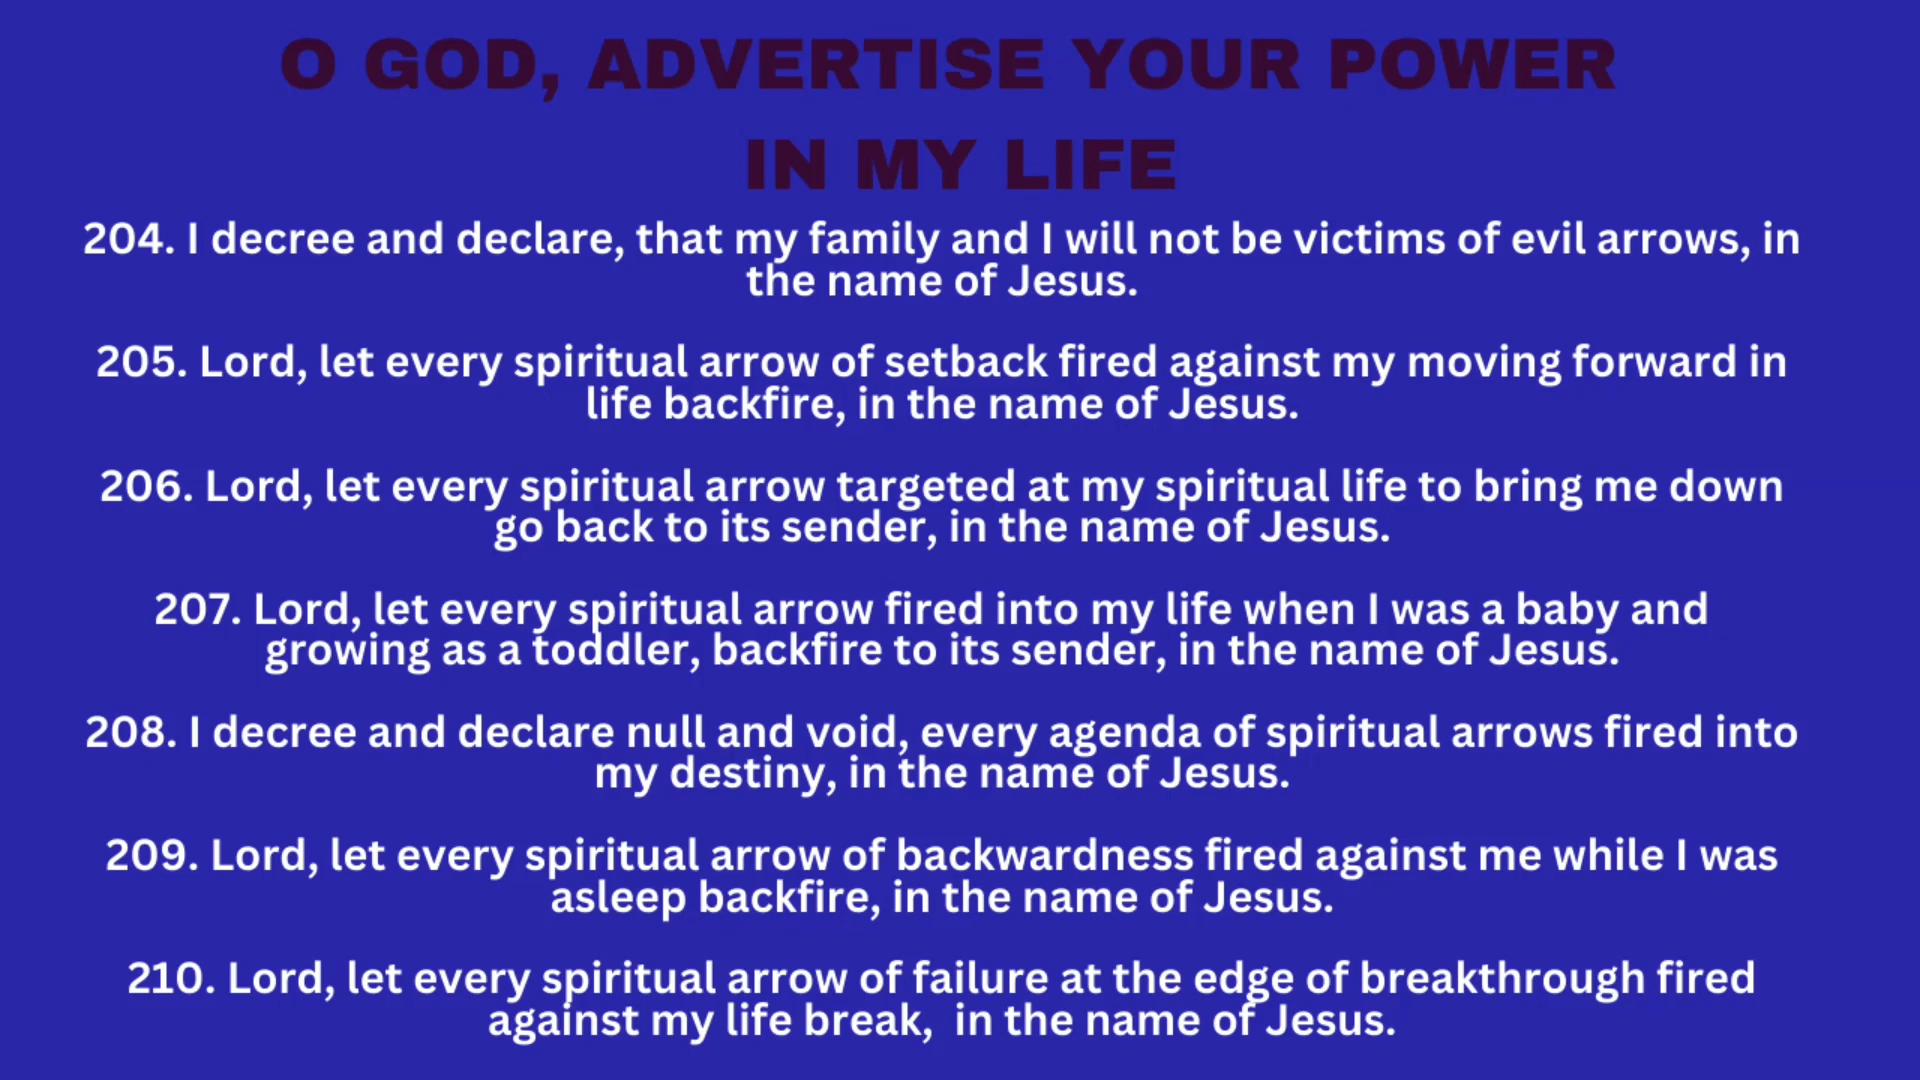 O GOD, ADVERTISE YOUR POWER
IN MY LIFE
204. I decree and declare, that my family and I will not be victims of evil arrows, in
the name of Jesus.
205. Lord, let every spiritual arrow of setback fired against my moving forward in
life backfire, in the name of Jesus.
206. Lord, let every spiritual arrow targeted at my spiritual life to bring me down
go back to its sender, in the name of Jesus.
207. Lord, let every spiritual arrow fired into my life when I was a baby and
growing as a toddler, backfire to its sender, in the name of Jesus.
208. I decree and declare null and void, every agenda of spiritual arrows fired into
my destiny, in the name of Jesus.
209. Lord, let every spiritual arrow of backwardness fired against me while I was
asleep backfire, in the name of Jesus.
210. Lord, let every spiritual arrow of failure at the edge of breakthrough fired
against my life break,  in the name of Jesus.